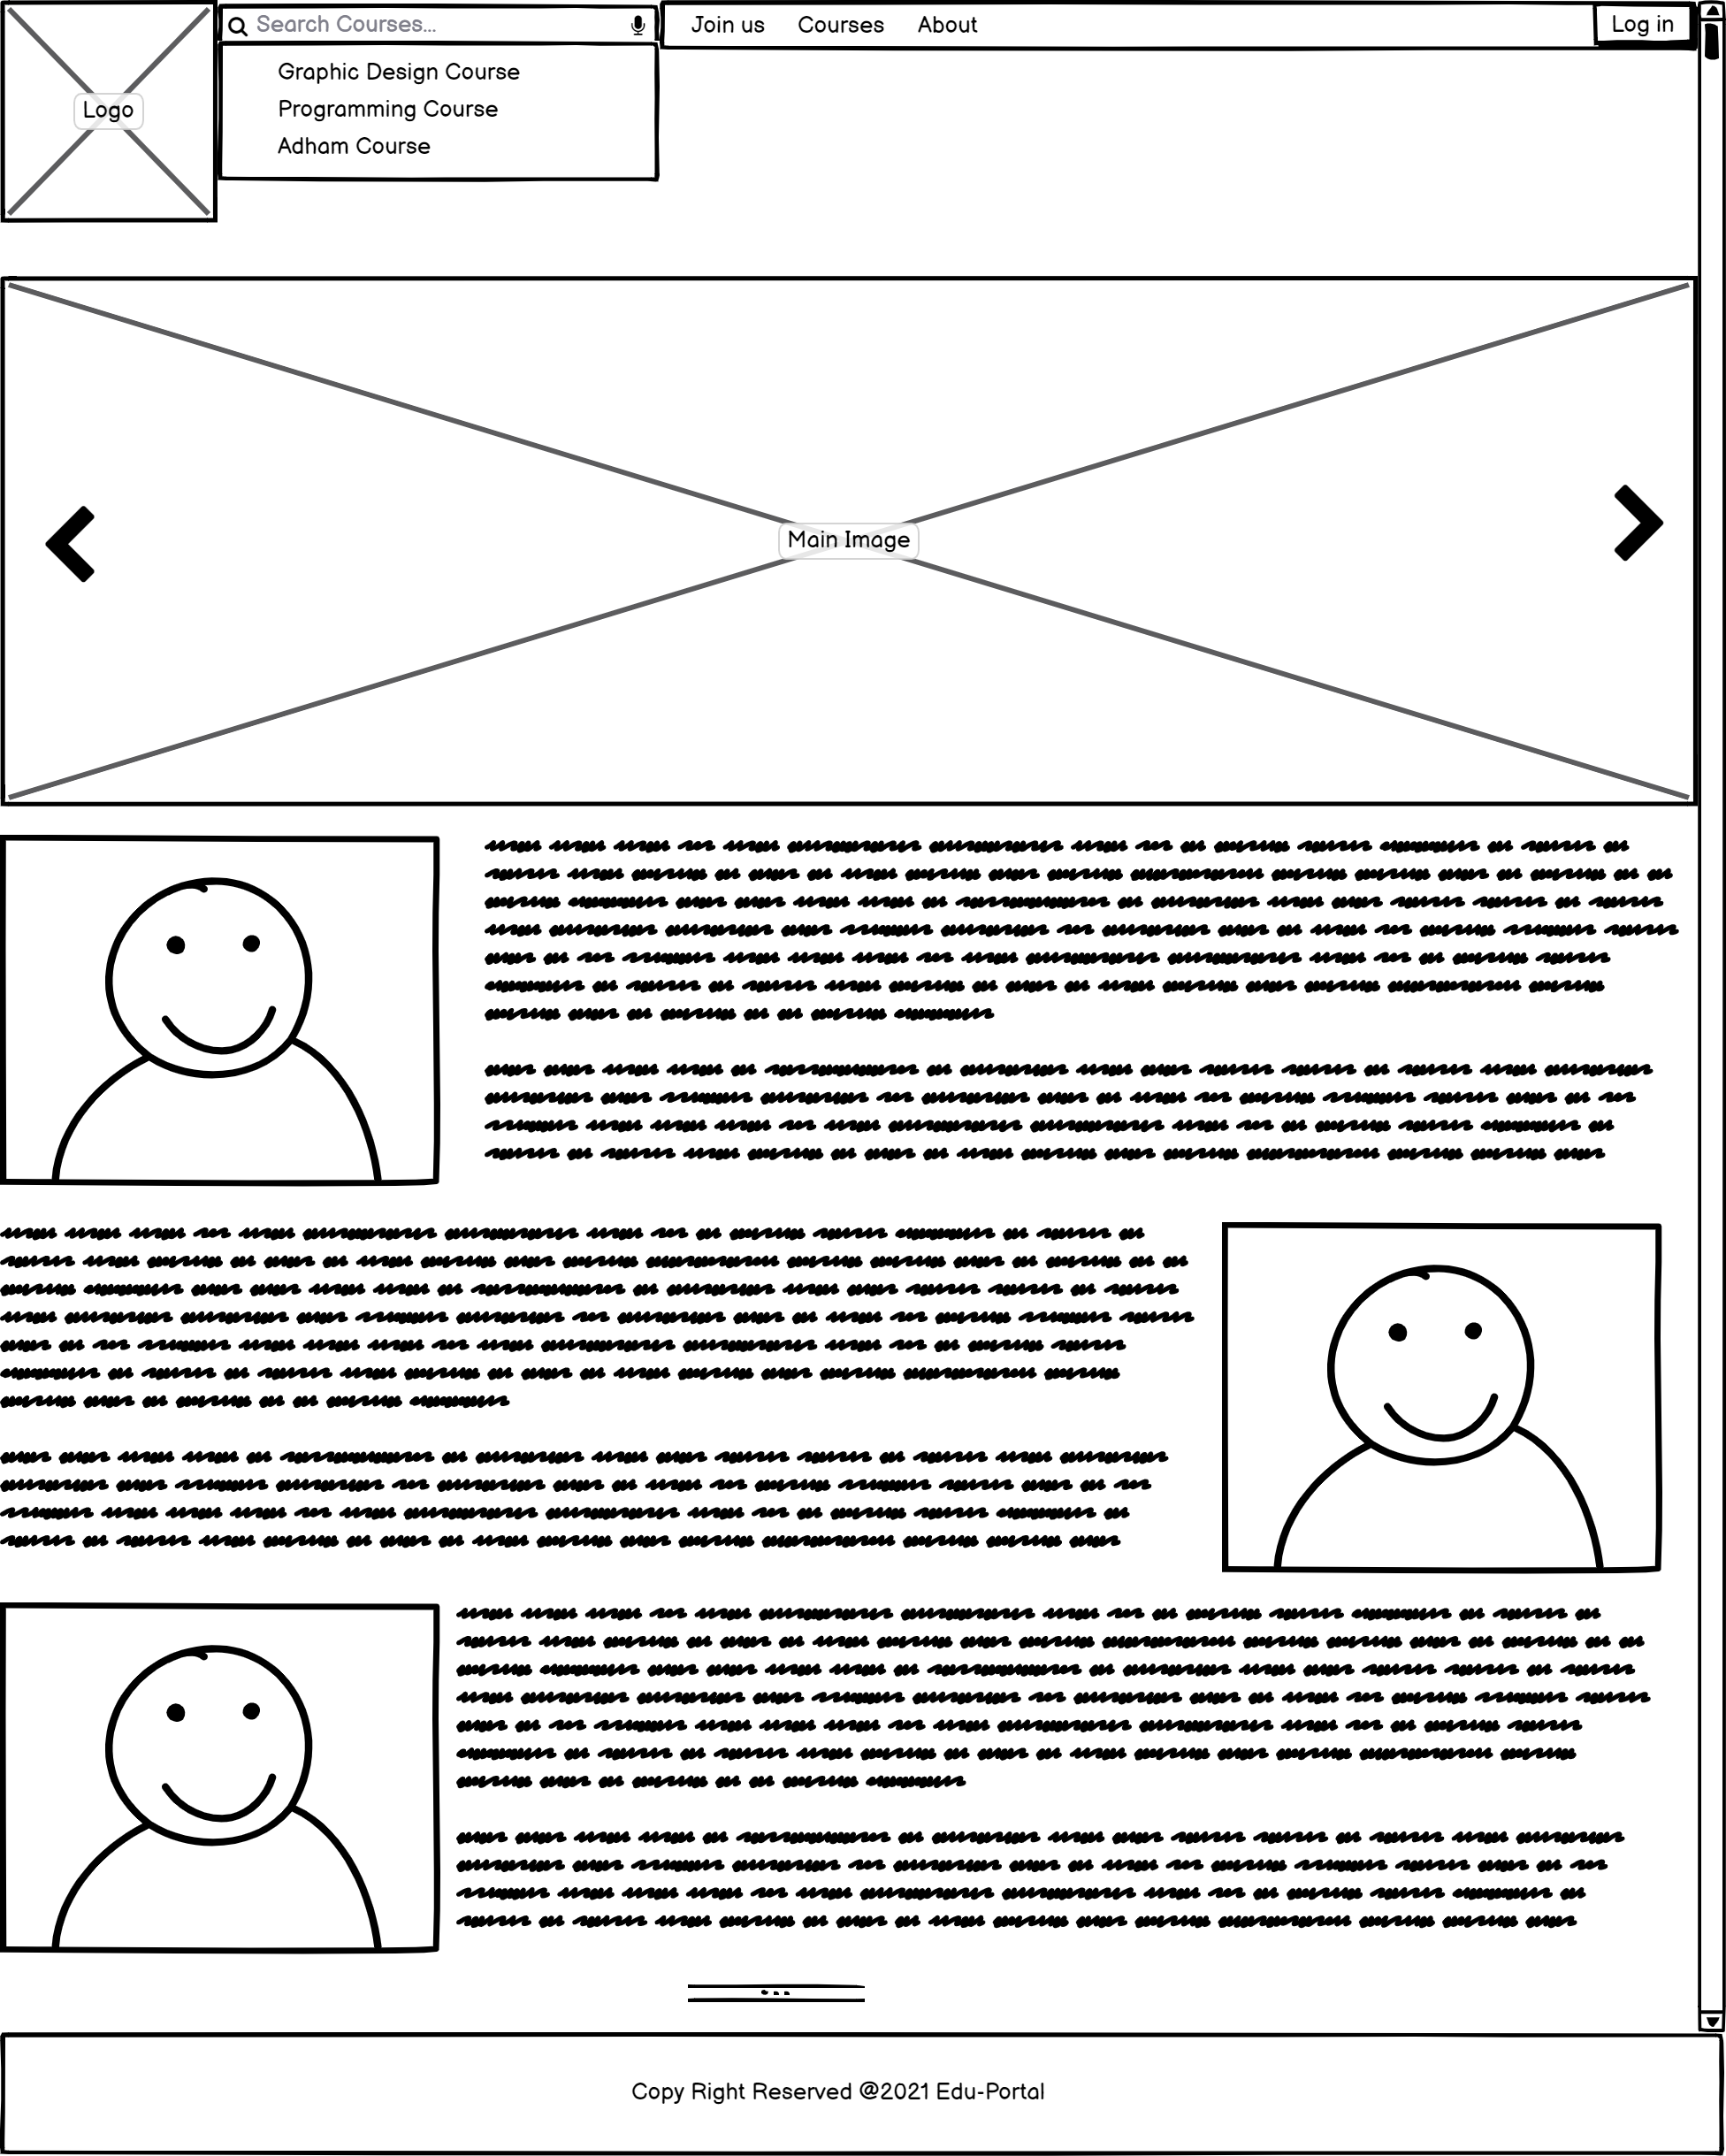 Logo
Search Courses...
Join us Courses About
Log in
Graphic Design Course
Programming Course
Adham Course
Main Image
Copy Right Reserved @2021 Edu-Portal